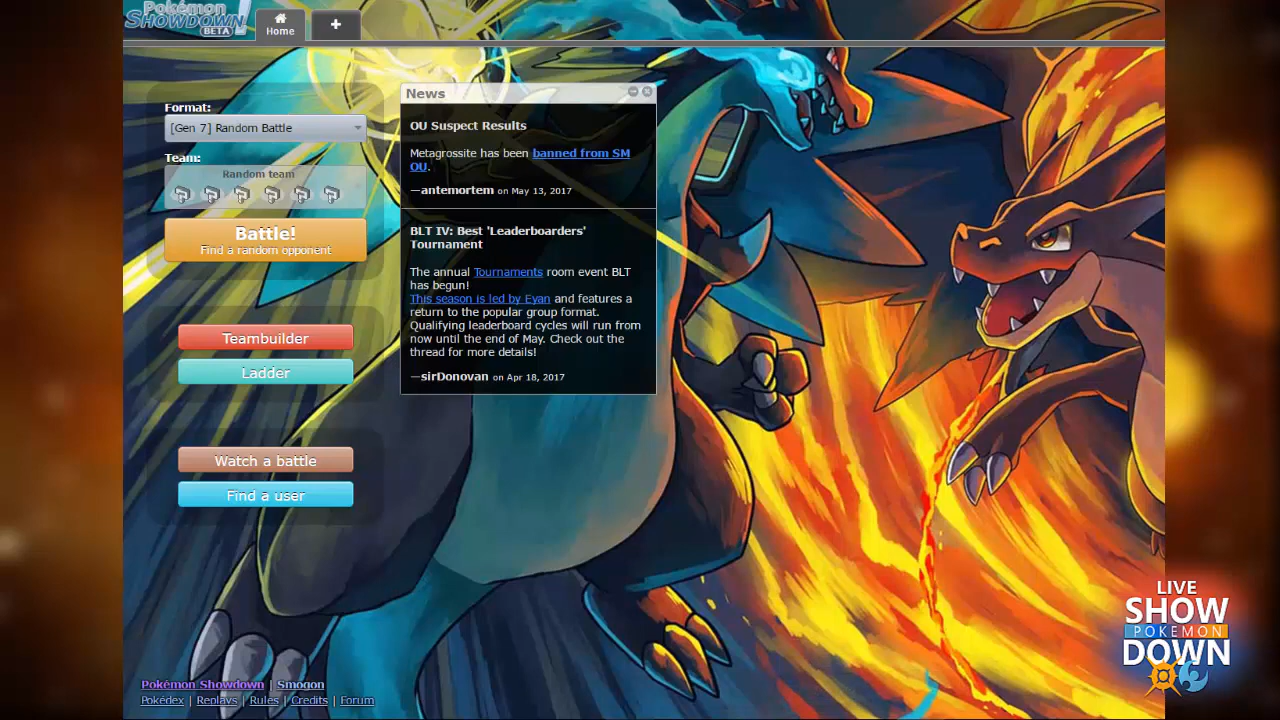 Pokémon
SHOWDOWN!
BETA
Home
+
Format:
[Gen 7] Random Battle
Team:
Random team
Battle!
Find a random opponent
Teambuilder
Ladder
Watch a battle
Find a user
News
OU Suspect Results
Metagrossite has been banned from SM
OU.
—antemortem on May 13, 2017
BLT IV: Best 'Leaderboarders'
Tournament
The annual Tournaments room event BLT
has begun!
This season is led by Eyan and features a
return to the popular group format.
Qualifying leaderboard cycles will run from
now until the end of May. Check out the
thread for more details!
—sirDonovan on Apr 18, 2017
Pokémon Showdown | Smogon
Pokédex | Replays | Rules | Credits | Forum
LIVE
SHOW
POKEMON
DOWN